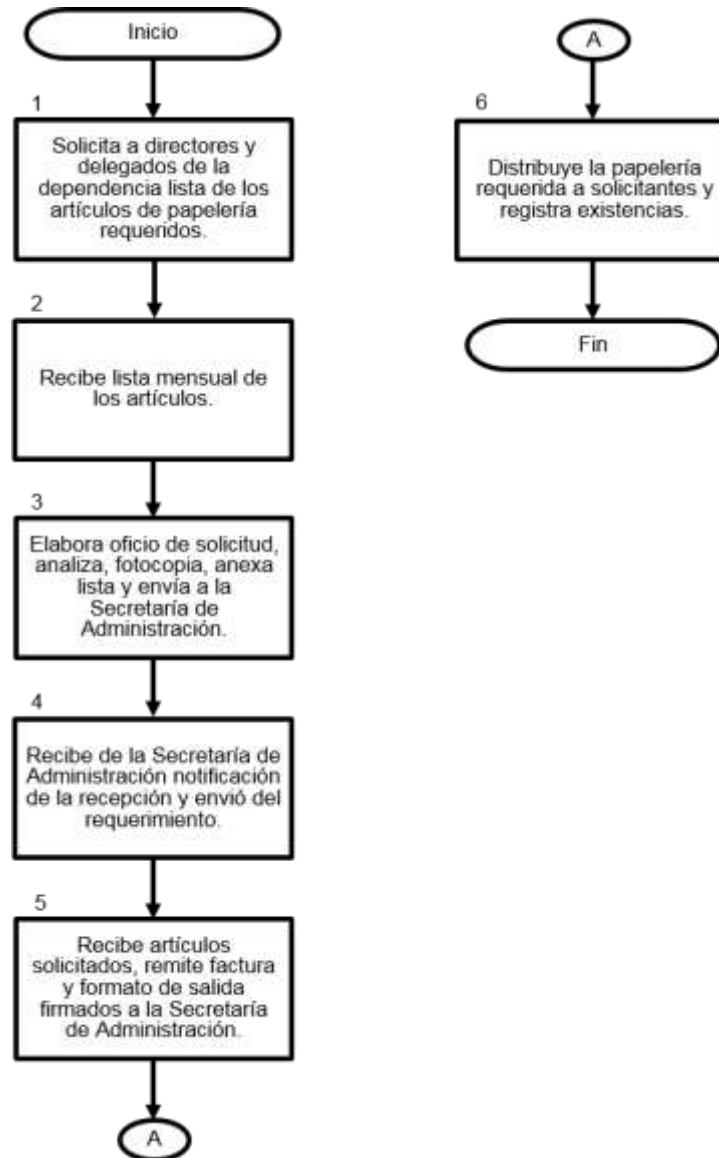 Inicio
1
Solicita a directores y
delegados de la
dependencia lista de los
artículos de papelería
requeridos.
2
Recibe lista mensual de
los artículos.
3
Elabora oficio de solicitud,
analiza, fotocopia, anexa
lista y envía a la
Secretaría de
Administración.
4
Recibe de la Secretaría de
Administración notificación
de la recepción y envió del
requerimiento.
5
Recibe artículos
solicitados, remite factura
y formato de salida
firmados a la Secretaría
de Administración.
A
A
6
Distribuye la papelería
requerida a solicitantes y
registra existencias.
Fin